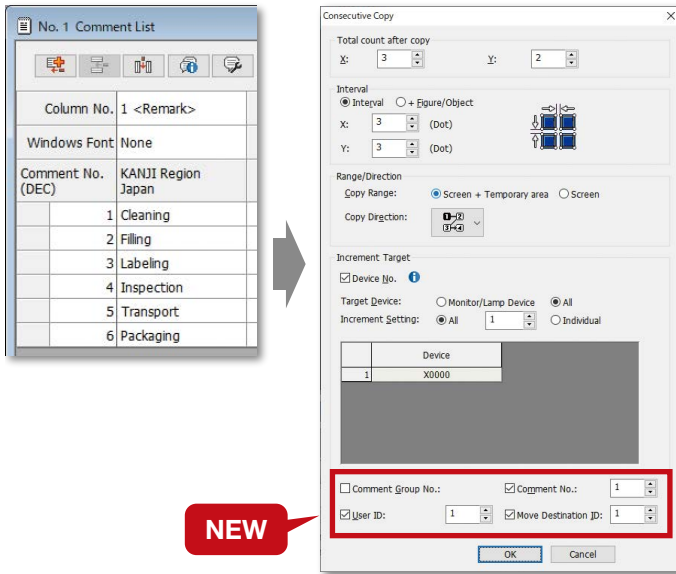 No. 1 Comment List
Column No. 1 <Remark>
Windows Font None
Comment No. (DEC) KANJI Region Japan
1 Cleaning
2 Filling
3 Labeling
4 Inspection
5 Transport
6 Packaging
Consecutive Copy
Total count after copy
X: 3 Y: 2
Interval
Interval + Figure/Object
X: 3 (Dot)
Y: 3 (Dot)
Range/Direction
Copy Range: Screen + Temporary area Screen
Copy Direction: 1 2
3 4
Increment Target
Device No.
Target Device: Monitor/Lamp Device All
Increment Setting: All 1 Individual
Device
1 X0000
Comment Group No.: Comment No.: 1
User ID: 1 Move Destination ID: 1
NEW
OK Cancel